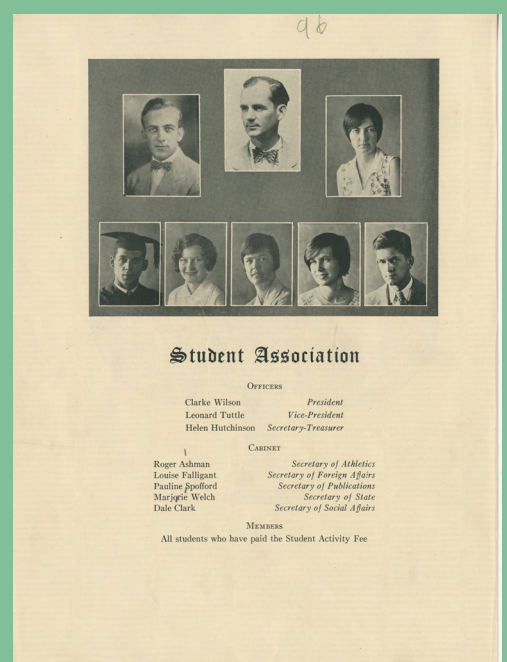 96
Student Association
Officers
Clarke Wilson President
Leonard Tuttle Vice-President
Helen Hutchinson Secretary-Treasurer
Cabinet
Roger Ashman Secretary of Athletics
Louise Falligant Secretary of Foreign Affairs
Pauline Spofford Secretary of Publications
Marjorie Welch Secretary of State
Dale Clark Secretary of Social Affairs
Members
All students who have paid the Student Activity Fee